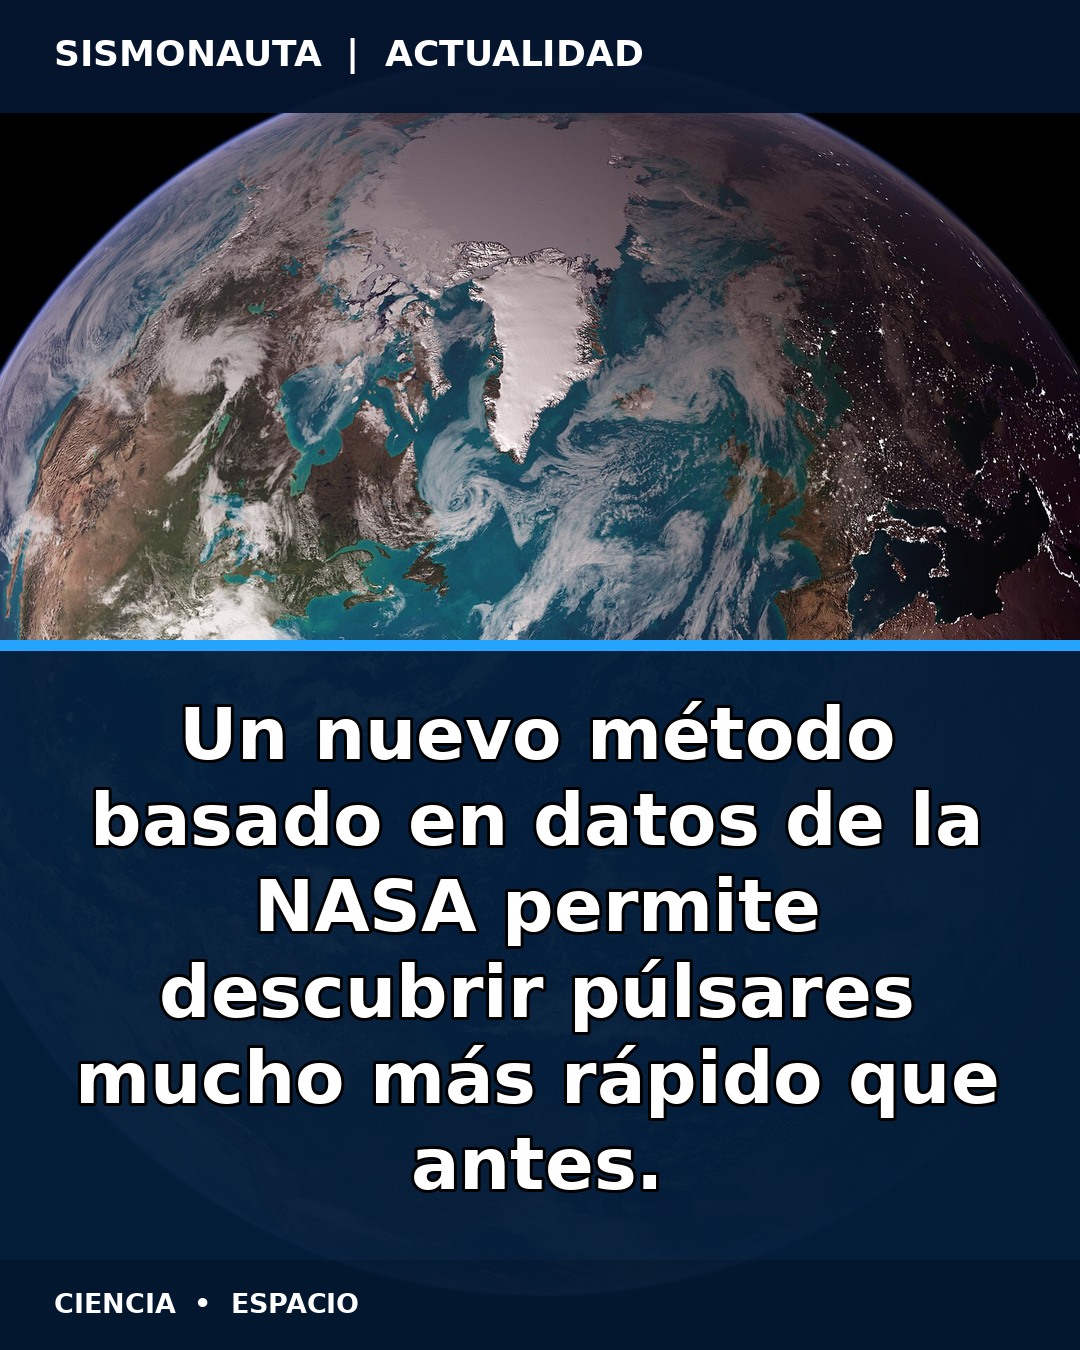 SISMONAUTA | ACTUALIDAD
Un nuevo método
basado en datos de la
NASA permite
descubrir púlsares
mucho más rápido que
antes.
CIENCIA • ESPACIO